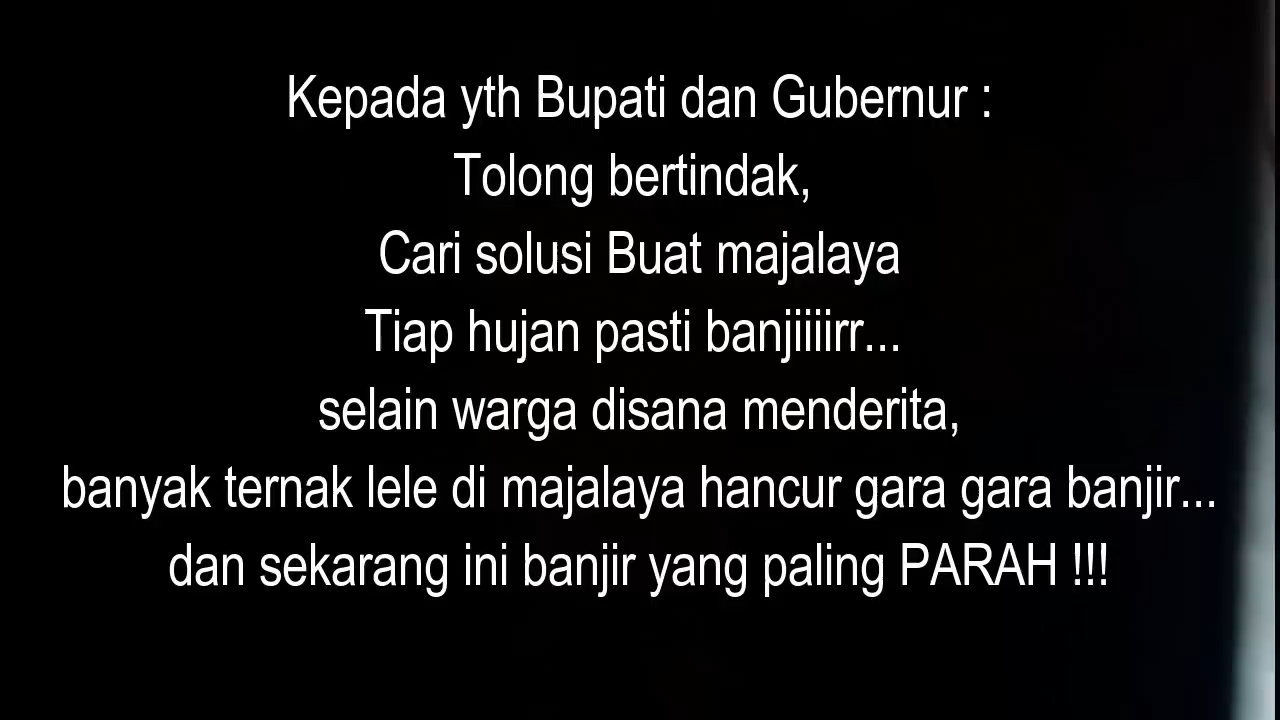 Kepada yth Bupati dan Gubernur :
Tolong bertindak,
Cari solusi Buat majalaya
Tiap hujan pasti banjiiiirr...
selain warga disana menderita,
banyak ternak lele di majalaya hancur gara gara banjir...
dan sekarang ini banjir yang paling PARAH !!!